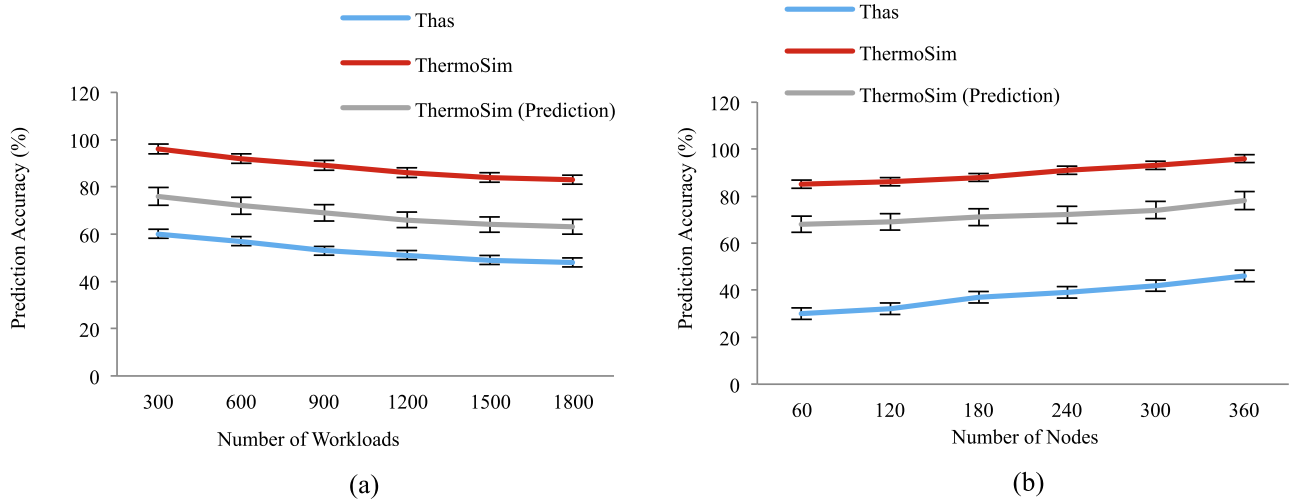 Thas
ThermoSim
ThermoSim (Prediction)
Prediction Accuracy (%)
120
100
80
60
40
20
0
300 600 900 1200 1500 1800
Number of Workloads
(a)
Thas
ThermoSim
ThermoSim (Prediction)
Prediction Accuracy (%)
120
100
80
60
40
20
0
60 120 180 240 300 360
Number of Nodes
(b)